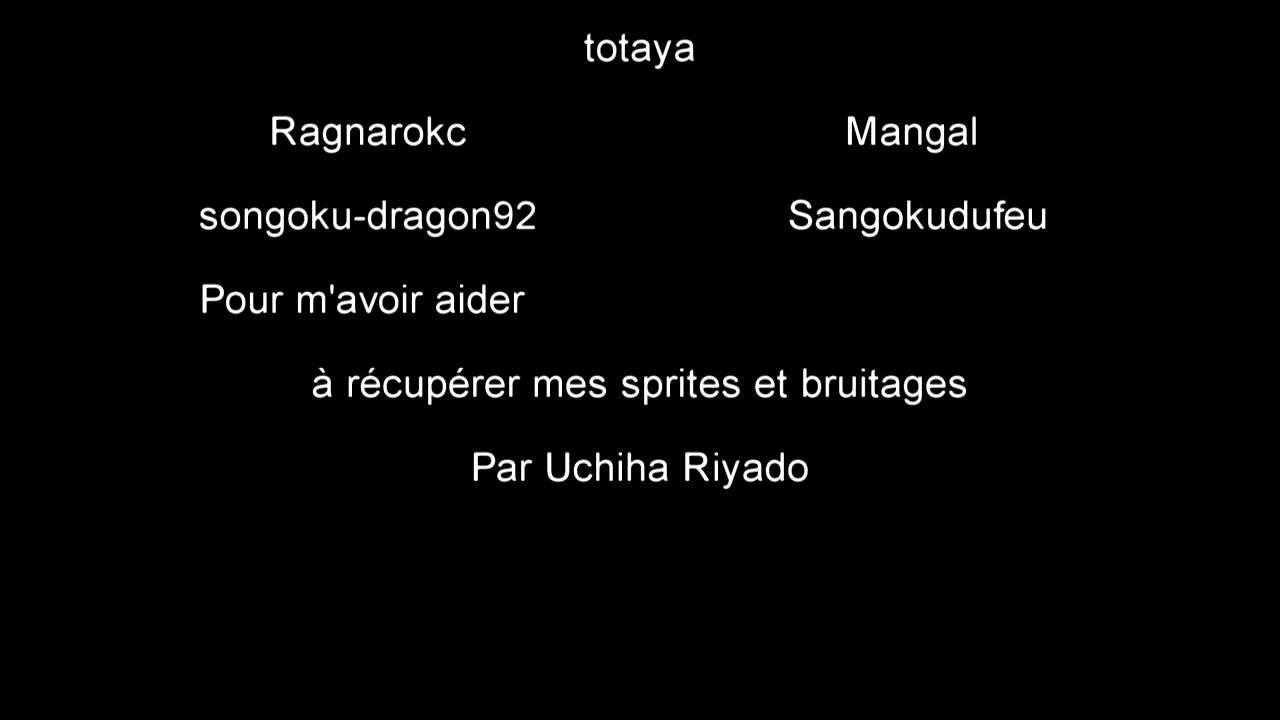 totaya
Ragnarokc Mangal
songoku-dragon92 Sangokudufeu
Pour m'avoir aider
à récupérer mes sprites et bruitages
Par Uchiha Riyado